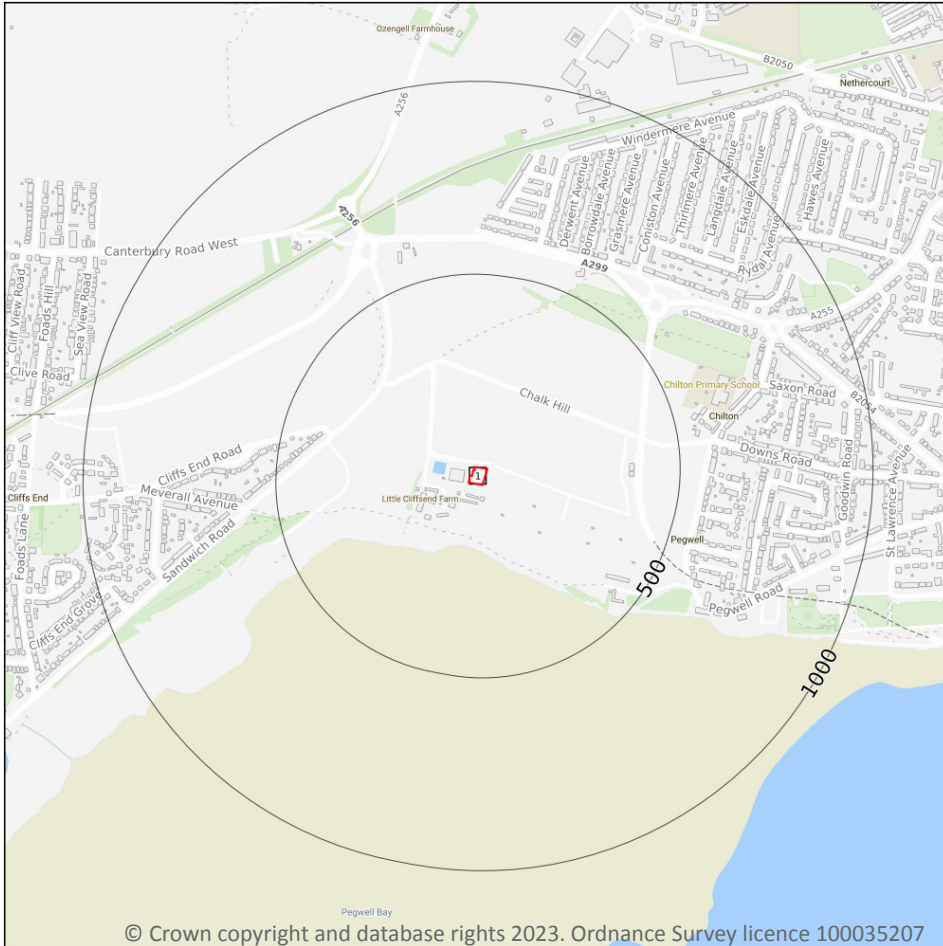 Ozengell Farmhouse
B2050
Nethercourt
A256
Windermere Avenue
Derwent Avenue
Borrowdale Avenue
Grasmere Avenue
Coniston Avenue
Thirlmere Avenue
Langdale Avenue
Eskdale Avenue
Hawes Avenue
Rydal Avenue
A256
Canterbury Road West
A299
A255
Cliff View Road
Foads Hill
Sea View Road
Clive Road
Chalk Hill
Chilton Primary School
Saxon Road
B2054
Chilton
Downs Road
Cliffs End Road
1
Goodwin Road
St Lawrence Avenue
Meverall Avenue
Cliffs End
Little Cliffsend Farm
Sandwich Road
Foads Lane
Pegwell
500
Pegwell Road
Cliffs End Grove
1000
Pegwell Bay
© Crown copyright and database rights 2023. Ordnance Survey licence 100035207